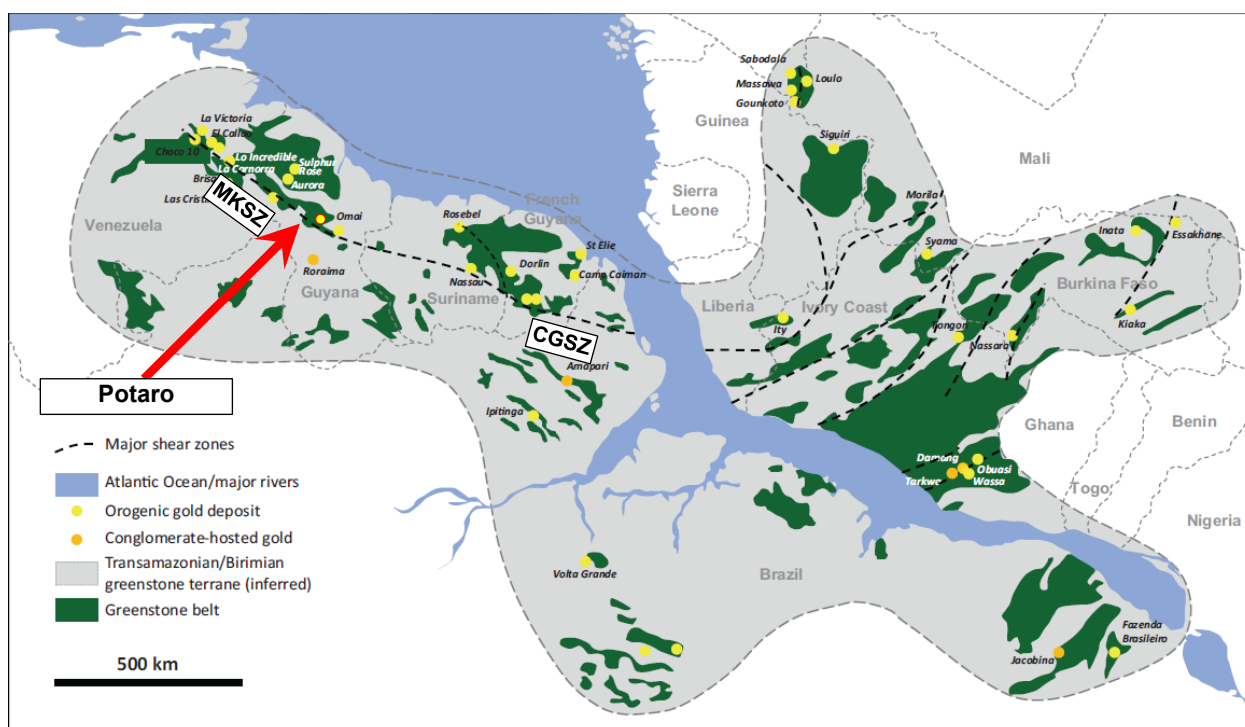 Sabodala
Massawa
Gounkoto
Loulo
Guinea
Siguiri
Mali
Sierra
Leone
Morila
Syama
Inata
Essakhane
Burkina Faso
Kiaka
Liberia
Ivory Coast
Ity
Tongon
Nassara
Ghana
Benin
Togo
Nigeria
Damang
Obuasi
Tarkwa
Wassa
La Victoria
El Callao
Choco 10
Lo Incredible
La Camorra
Sulphur
Rose
Aurora
Las Cristi
MKSZ
Omai
Venezuela
Roraima
Guyana
Rosebel
French
Guyana
St Elie
Dorlin
Camp Caiman
Nassau
Suriname
CGSZ
Amapari
Ipitinga
Potaro
Volta Grande
Brazil
Fazenda
Brasileiro
Jacobina
Major shear zones
Atlantic Ocean/major rivers
Orogenic gold deposit
Conglomerate-hosted gold
Transamazonian/Birimian
greenstone terrane (inferred)
Greenstone belt
500 km